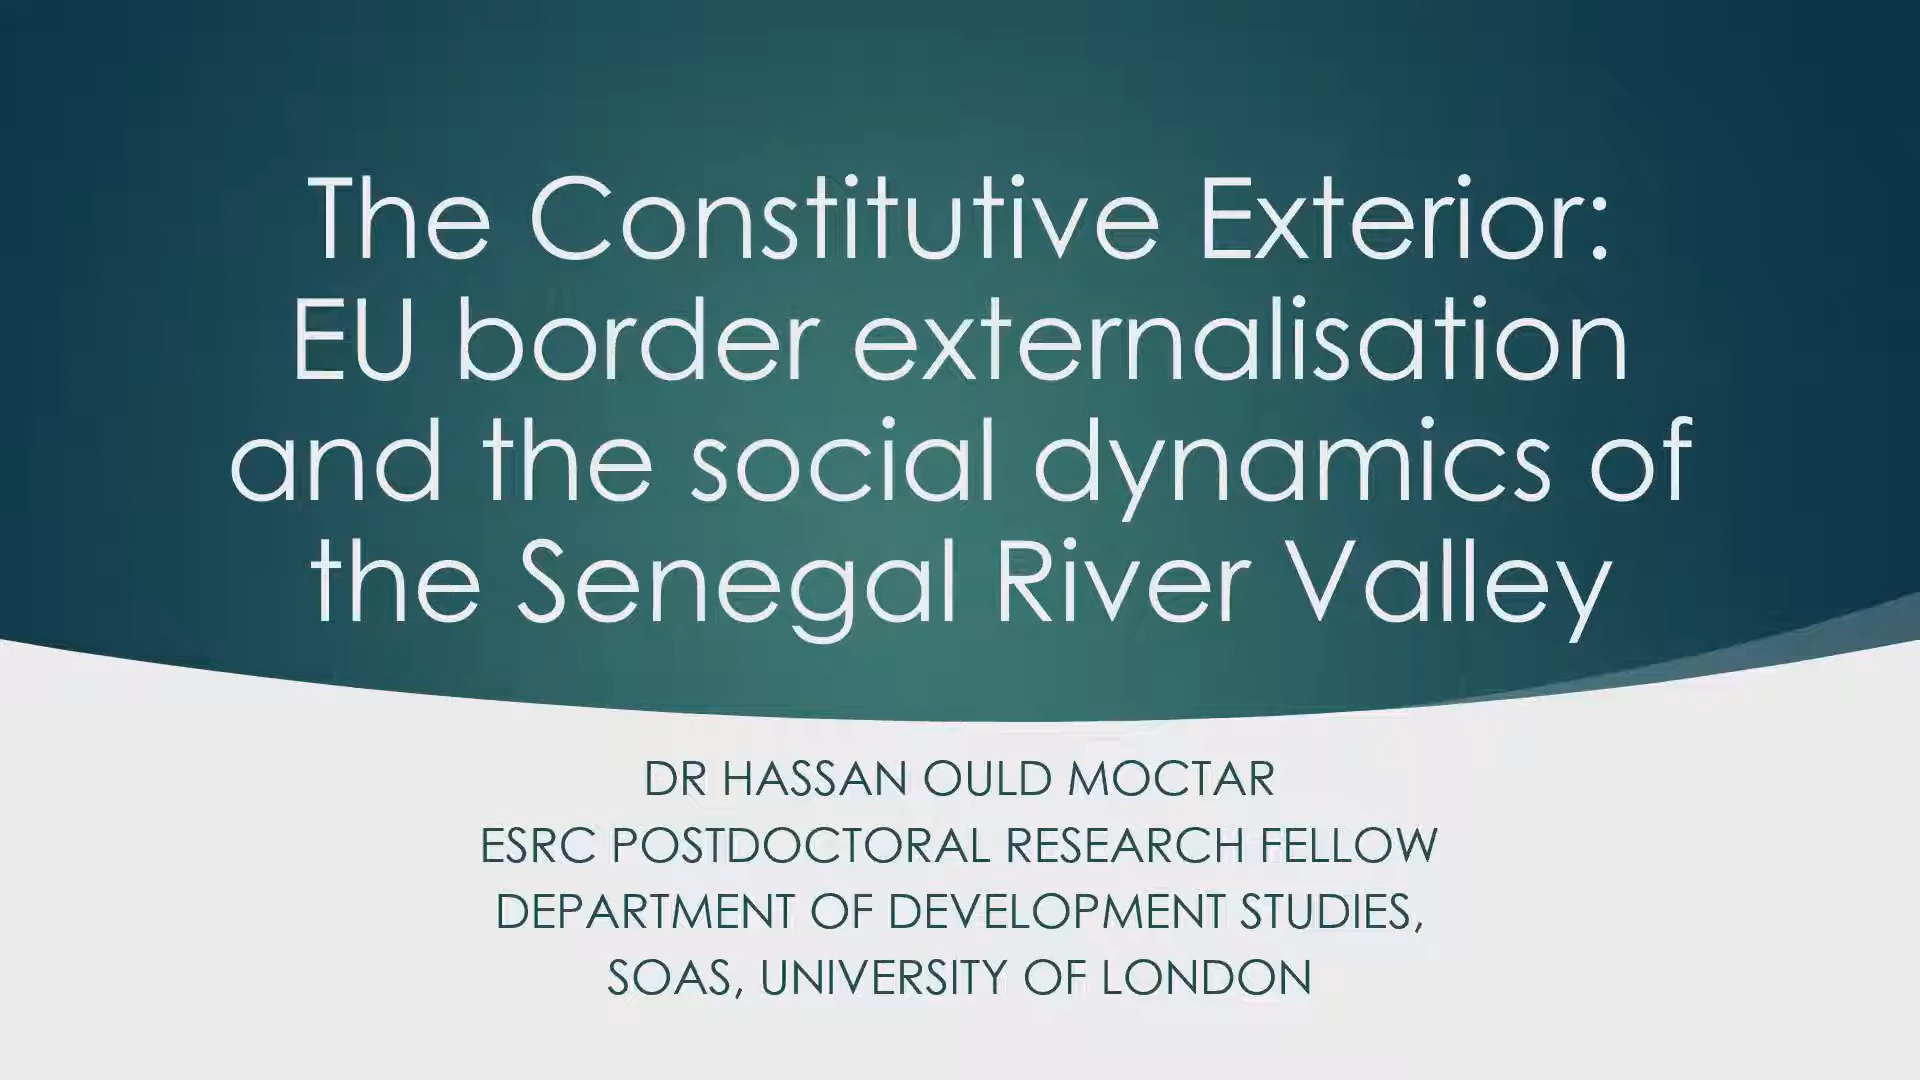 The Constitutive Exterior:
EU border externalisation
and the social dynamics of
the Senegal River Valley
DR HASSAN OULD MOCTAR
ESRC POSTDOCTORAL RESEARCH FELLOW
DEPARTMENT OF DEVELOPMENT STUDIES,
SOAS, UNIVERSITY OF LONDON